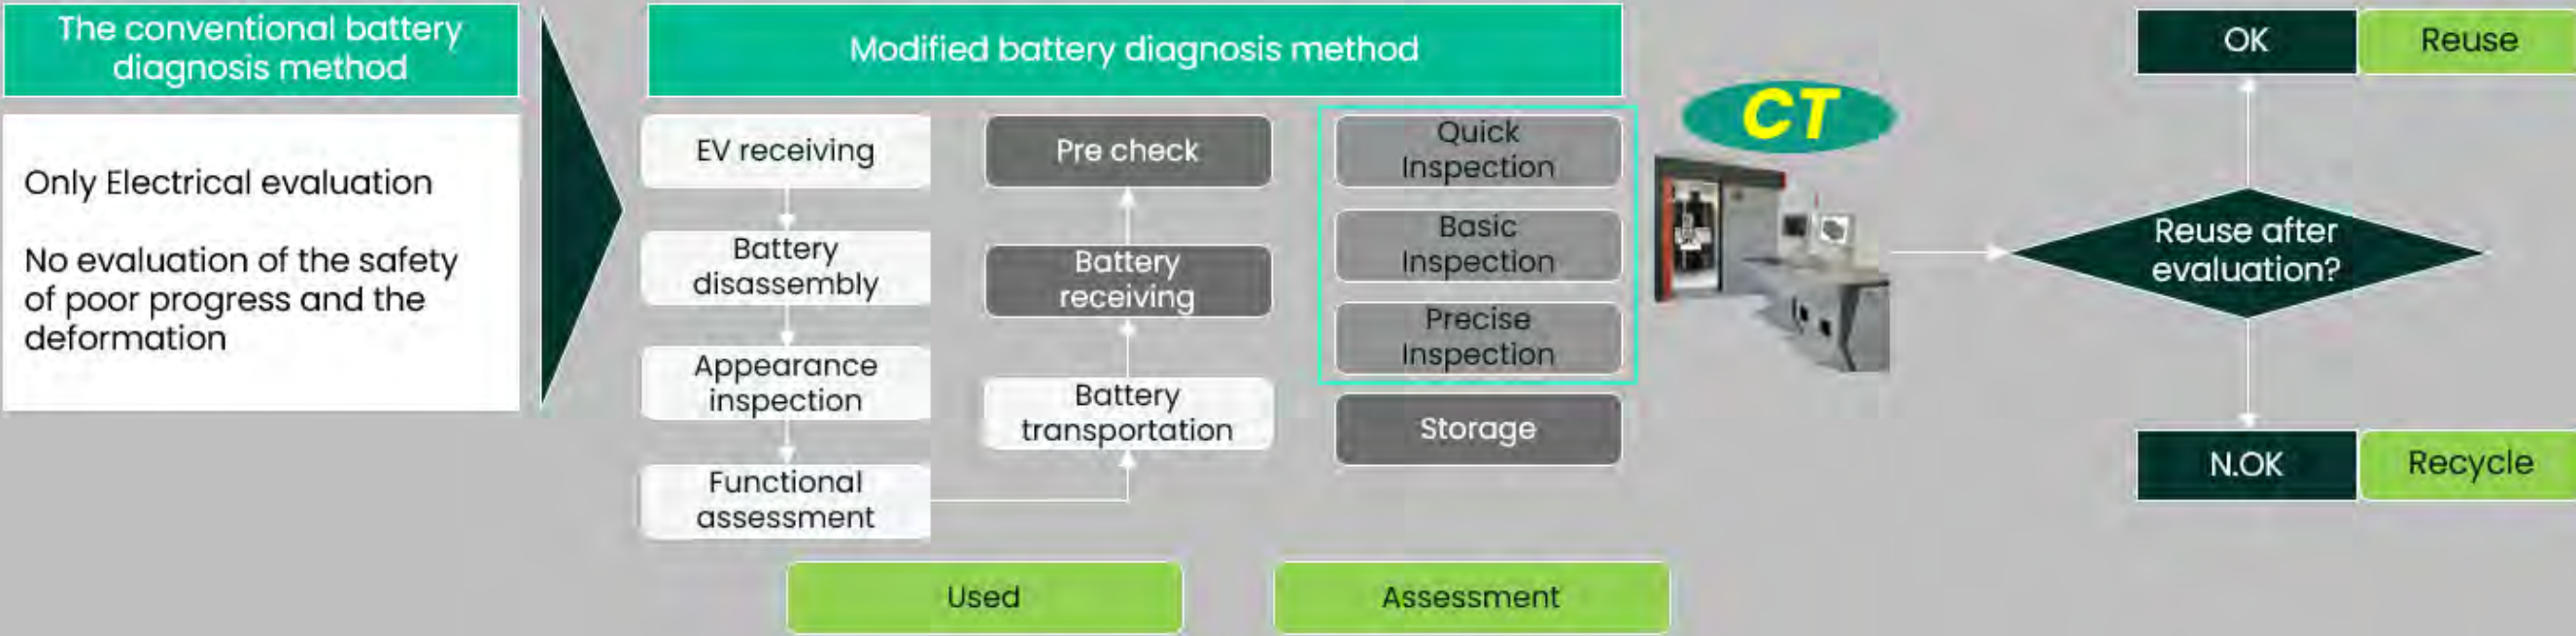 The conventional battery
diagnosis method
Only Electrical evaluation
No evaluation of the safety
of poor progress and the
deformation
Modified battery diagnosis method
EV receiving
Battery
disassembly
Appearance
inspection
Functional
assessment
Pre check
Battery
receiving
Battery
transportation
Quick
Inspection
Basic
Inspection
Precise
Inspection
Storage
Used
Assessment
CT
Reuse after
evaluation?
OK
Reuse
N.OK
Recycle